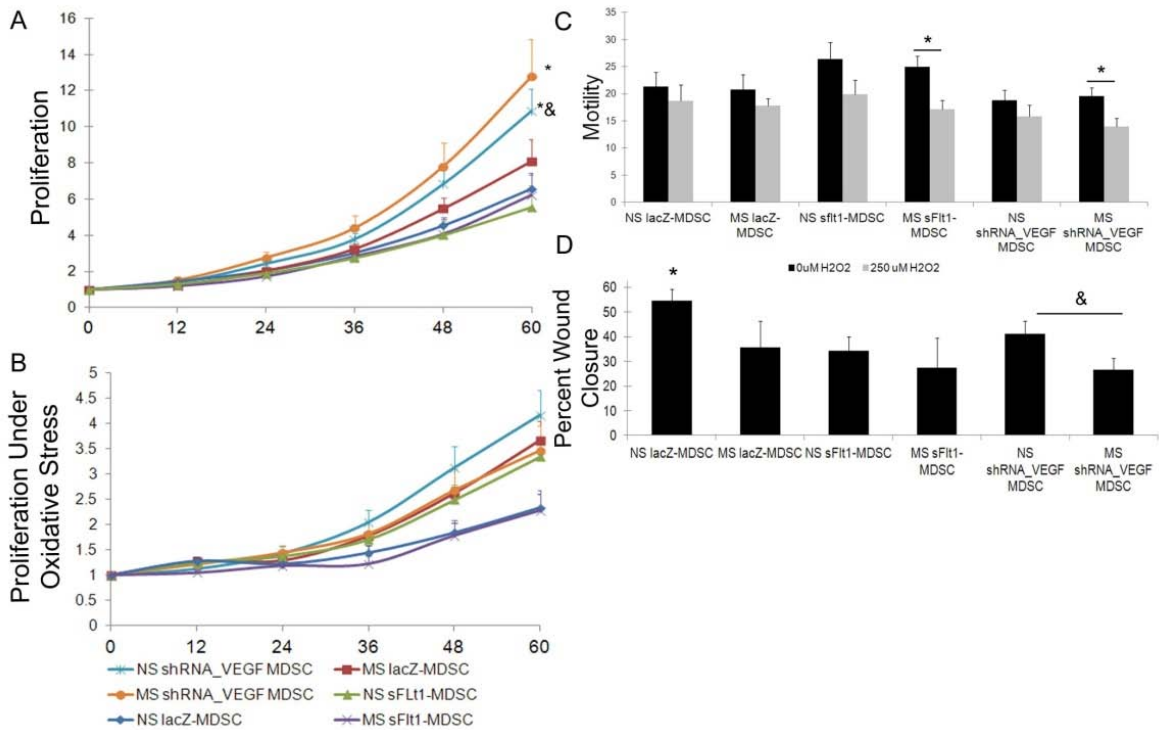 A
Proliferation
16
14
12
10
8
6
4
2
0
*
*&
0 12 24 36 48 60
B
Proliferation Under
Oxidative Stress
5
4.5
4
3.5
3
2.5
2
1.5
1
0.5
0
0 12 24 36 48 60
NS shRNA_VEGF MDSC
MS lacZ-MDSC
MS shRNA_VEGF MDSC
NS sFLt1-MDSC
NS lacZ-MDSC
MS sFlt1-MDSC
C
Motility
35
30
25
20
15
10
5
0
*
*
NS lacZ-MDSC
MS lacZ-
MDSC
NS sflt1-MDSC
MS sFlt1-
MDSC
NS
shRNA_VEGF
MDSC
MS
shRNA_VEGF
MDSC
0uM H2O2
250 uM H2O2
D
Percent Wound
Closure
60
50
40
30
20
10
0
*
&
NS lacZ-MDSC
MS lacZ-MDSC
NS sFlt1-MDSC
MS sFlt1-
MDSC
NS
shRNA_VEGF
MDSC
MS
shRNA_VEGF
MDSC